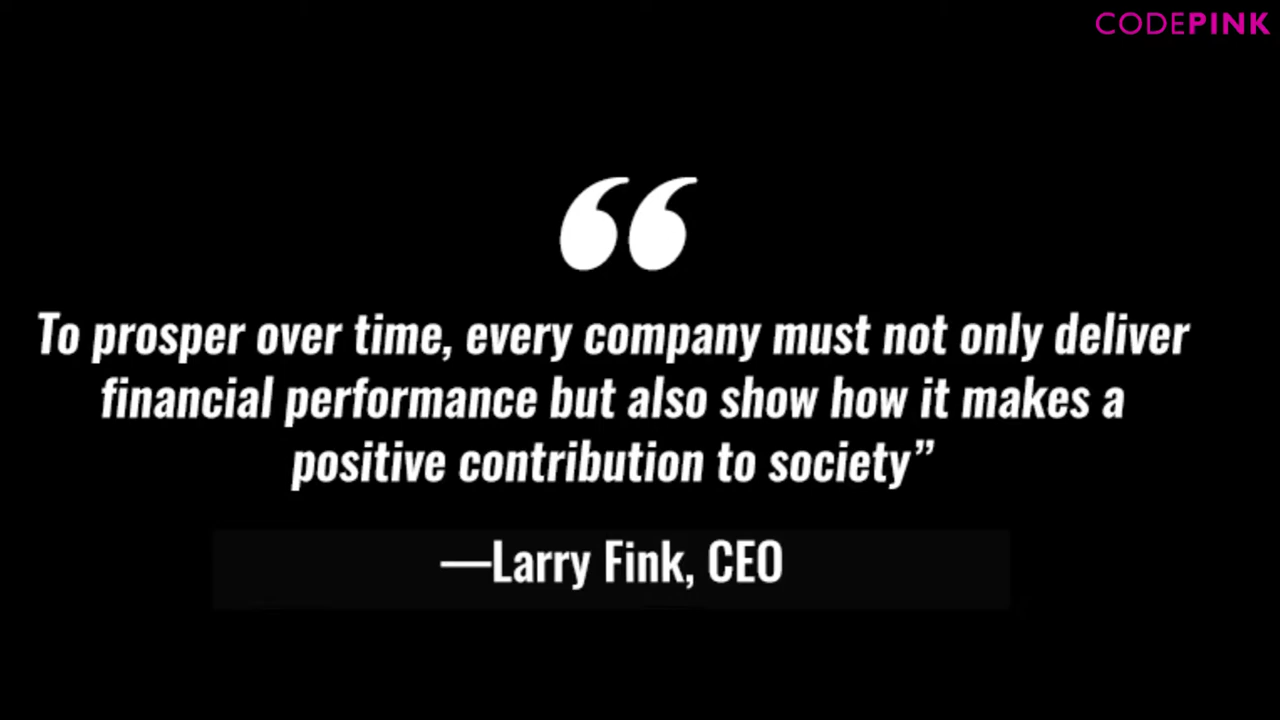 CODEPINK
“
To prosper over time, every company must not only deliver
financial performance but also show how it makes a
positive contribution to society”
—Larry Fink, CEO